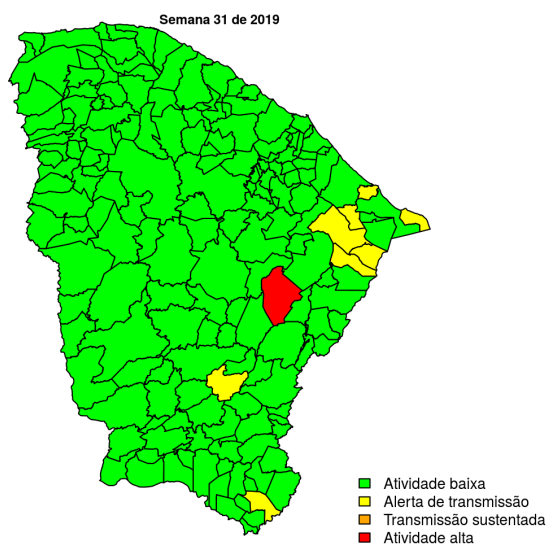 Semana 31 de 2019
Atividade baixa
Alerta de transmissão
Transmissão sustentada
Atividade alta